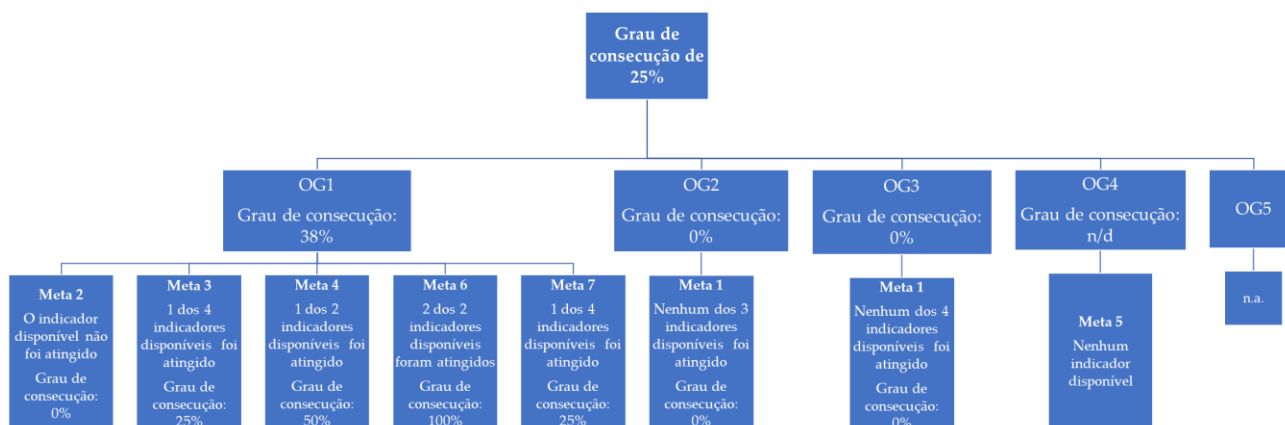 Grau de
consecução de
25%
OG1
Grau de consecução:
38%
OG2
Grau de consecução:
0%
OG3
Grau de consecução:
0%
OG4
Grau de consecução:
n/d
OG5
Meta 2
O indicador
disponível não
foi atingido
Grau de
consecução:
0%
Meta 3
1 dos 4
indicadores
disponíveis foi
atingido
Grau de
consecução:
25%
Meta 4
1 dos 2
indicadores
disponíveis foi
atingido
Grau de
consecução:
50%
Meta 6
2 dos 2
indicadores
disponíveis
foram atingidos
Grau de
consecução:
100%
Meta 7
1 dos 4
indicadores
disponíveis foi
atingido
Grau de
consecução:
25%
Meta 1
Nenhum dos 3
indicadores
disponíveis foi
atingido
Grau de
consecução:
0%
Meta 1
Nenhum dos 4
indicadores
disponíveis foi
atingido
Grau de
consecução:
0%
Meta 5
Nenhum
indicador
disponível
n.a.